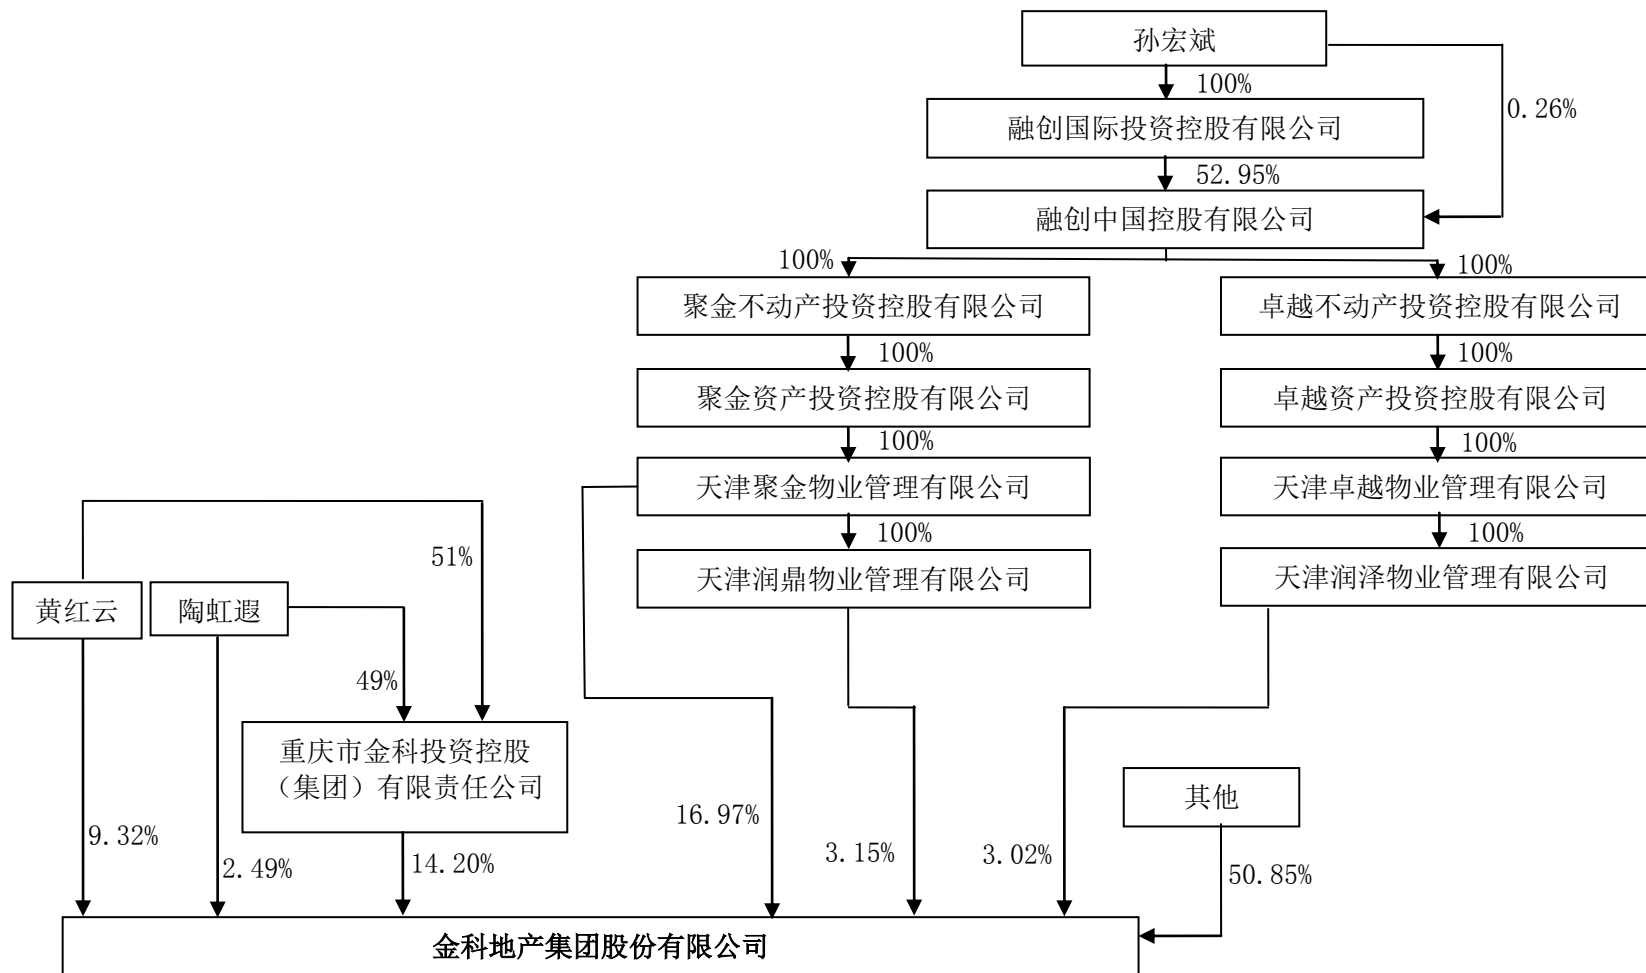 孙宏斌
100%
0.26%
融创国际投资控股有限公司
52.95%
融创中国控股有限公司
100%
100%
聚金不动产投资控股有限公司
卓越不动产投资控股有限公司
100%
100%
聚金资产投资控股有限公司
卓越资产投资控股有限公司
100%
100%
天津聚金物业管理有限公司
天津卓越物业管理有限公司
100%
100%
51%
天津润鼎物业管理有限公司
天津润泽物业管理有限公司
黄红云
陶虹遐
49%
重庆市金科投资控股
（集团）有限责任公司
其他
9.32%
2.49%
14.20%
16.97%
3.15%
3.02%
50.85%
金科地产集团股份有限公司